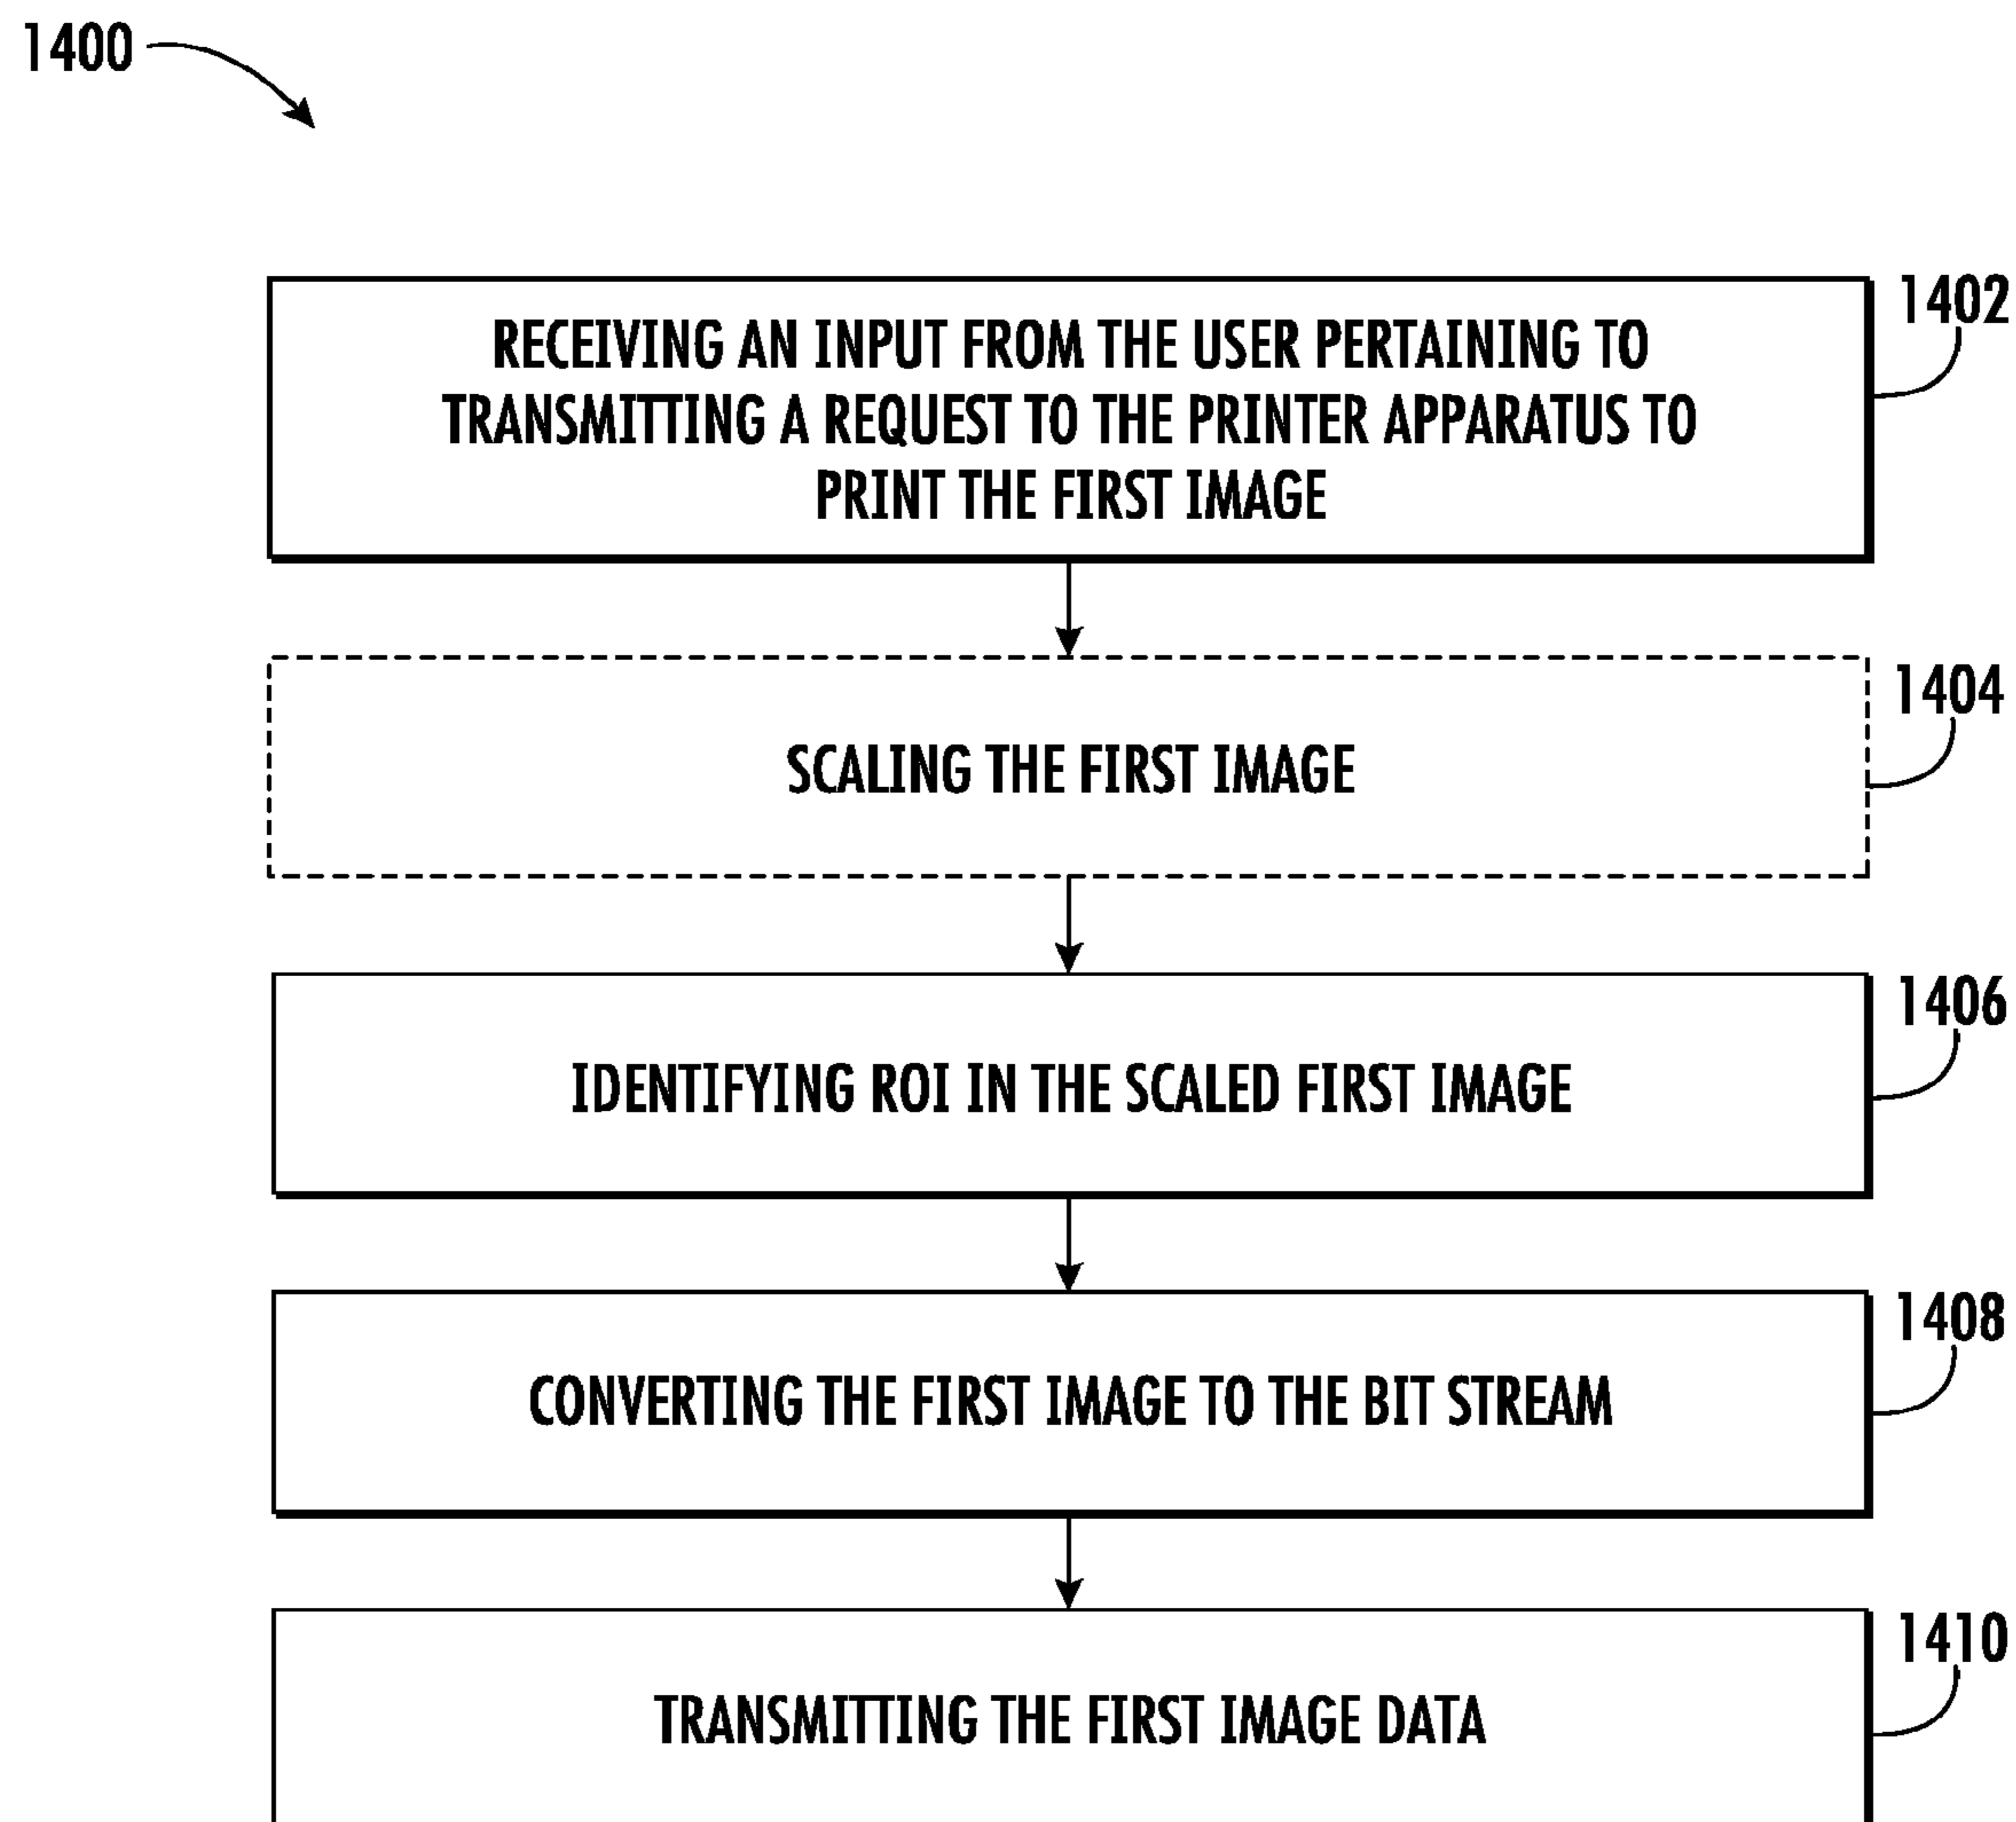 1400
1402
RECEIVING AN INPUT FROM THE USER PERTAINING TO
TRANSMITTING A REQUEST TO THE PRINTER APPARATUS TO
PRINT THE FIRST IMAGE
1404
SCALING THE FIRST IMAGE
1406
IDENTIFYING ROI IN THE SCALED FIRST IMAGE
1408
CONVERTING THE FIRST IMAGE TO THE BIT STREAM
1410
TRANSMITTING THE FIRST IMAGE DATA